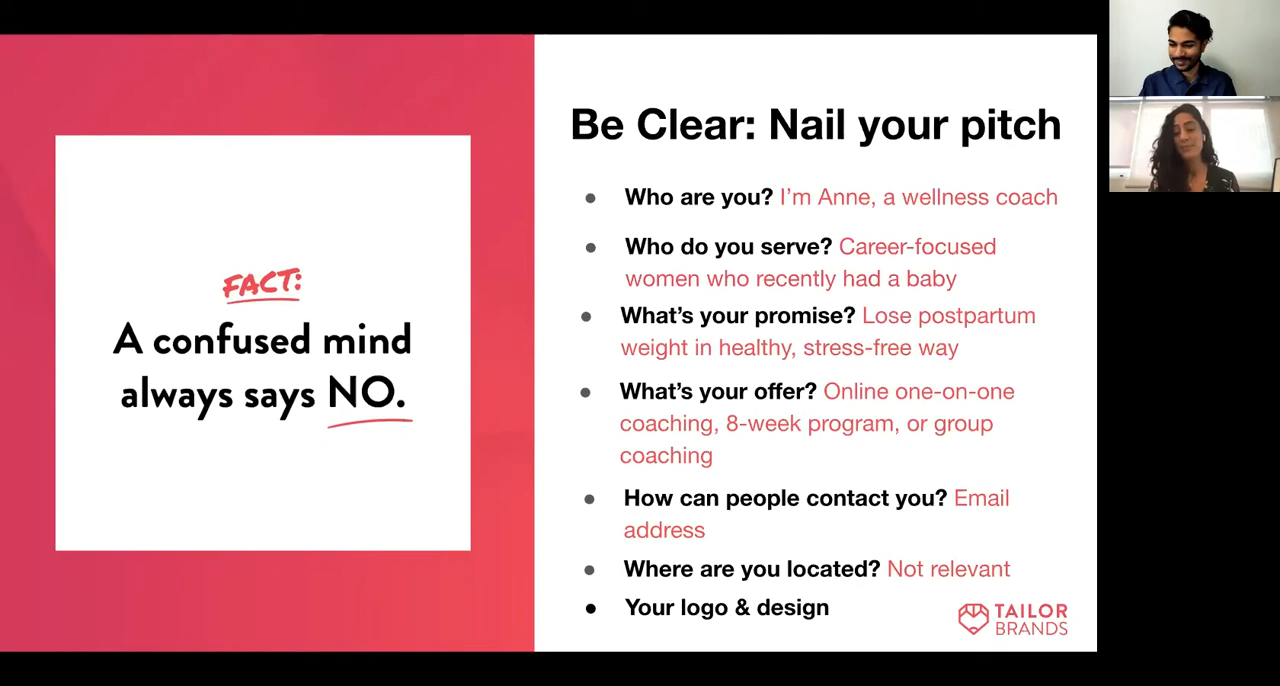 FACT:
A confused mind
always says NO.
Be Clear: Nail your pitch
● Who are you? I’m Anne, a wellness coach
● Who do you serve? Career-focused
women who recently had a baby
● What’s your promise? Lose postpartum
weight in healthy, stress-free way
● What’s your offer? Online one-on-one
coaching, 8-week program, or group
coaching
● How can people contact you? Email
address
● Where are you located? Not relevant
● Your logo & design
TAILOR
BRANDS